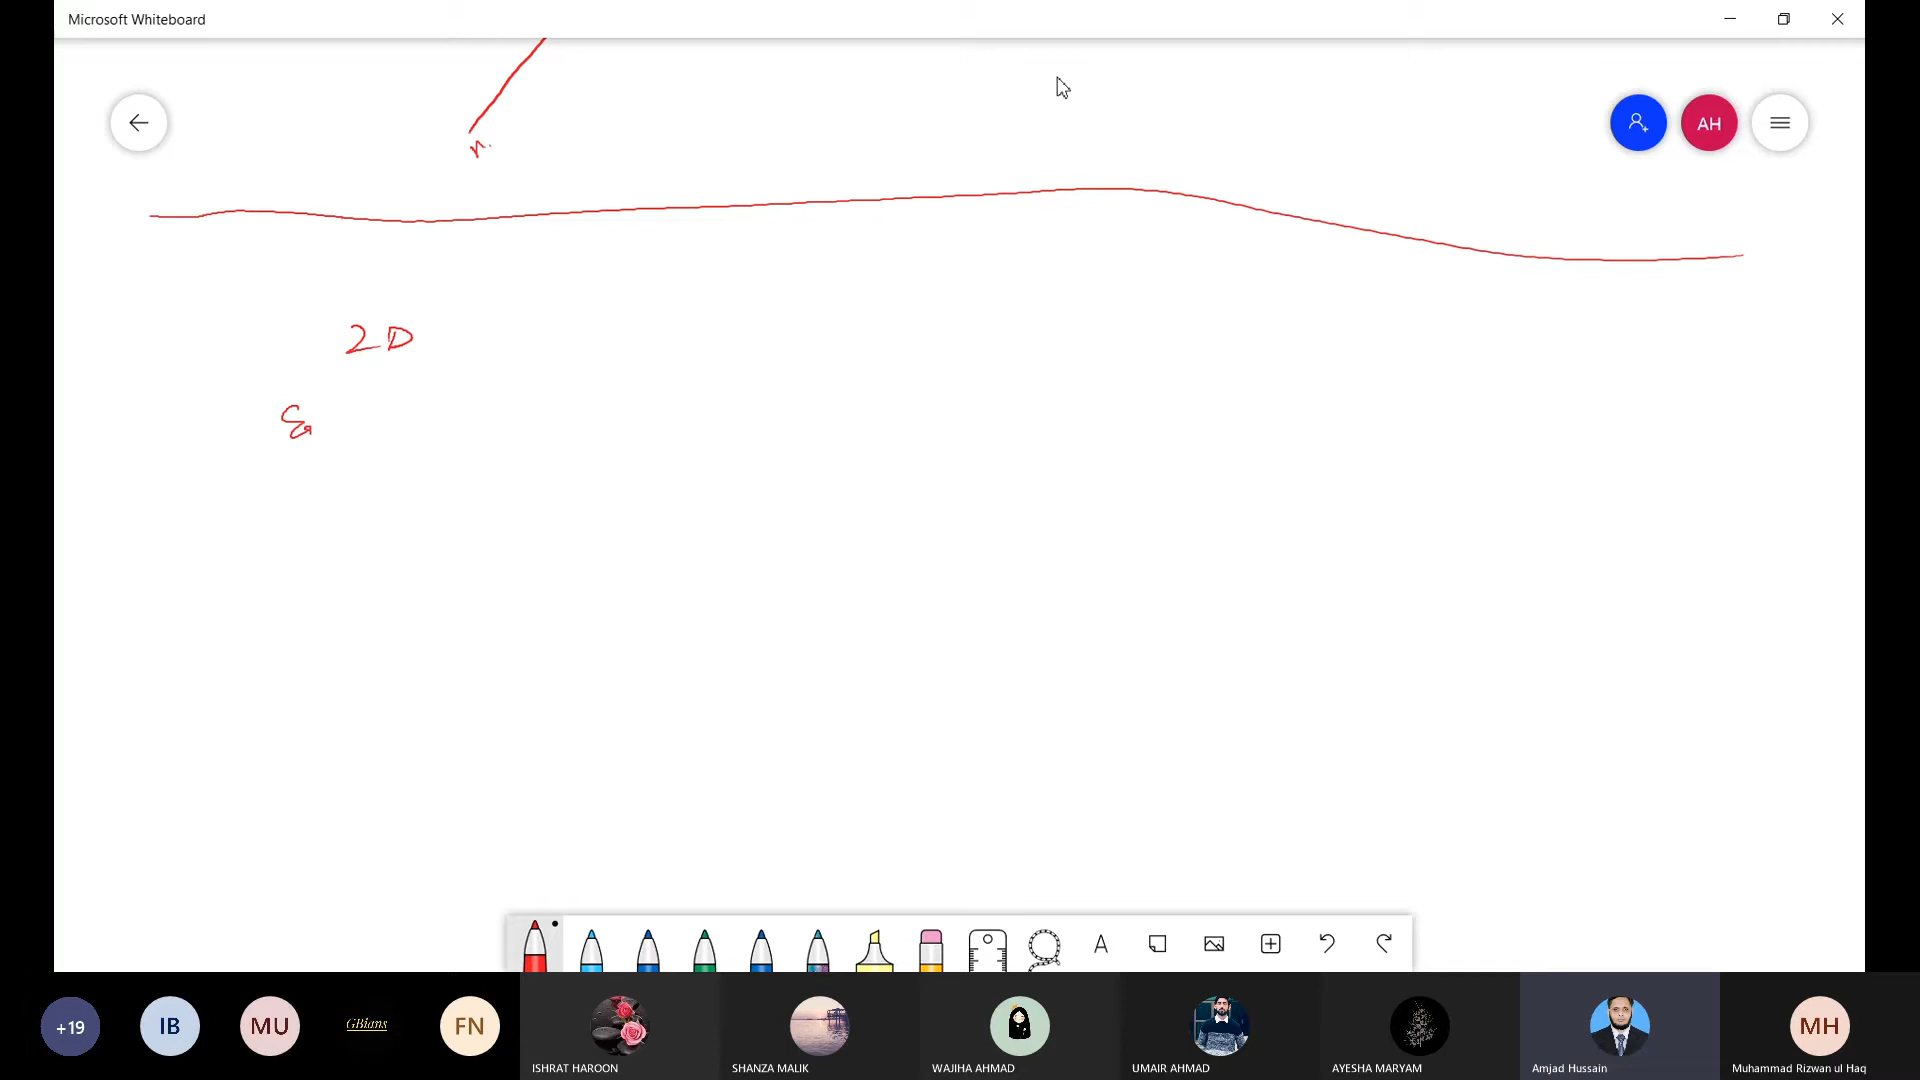 Microsoft Whiteboard
AH
r.
2D
+19
IB
MU
GBians
FN
ISHRAT HAROON
SHANZA MALIK
WAJIHA AHMAD
UMAIR AHMAD
AYESHA MARYAM
Amjad Hussain
MH
Muhammad Rizwan ul Haq